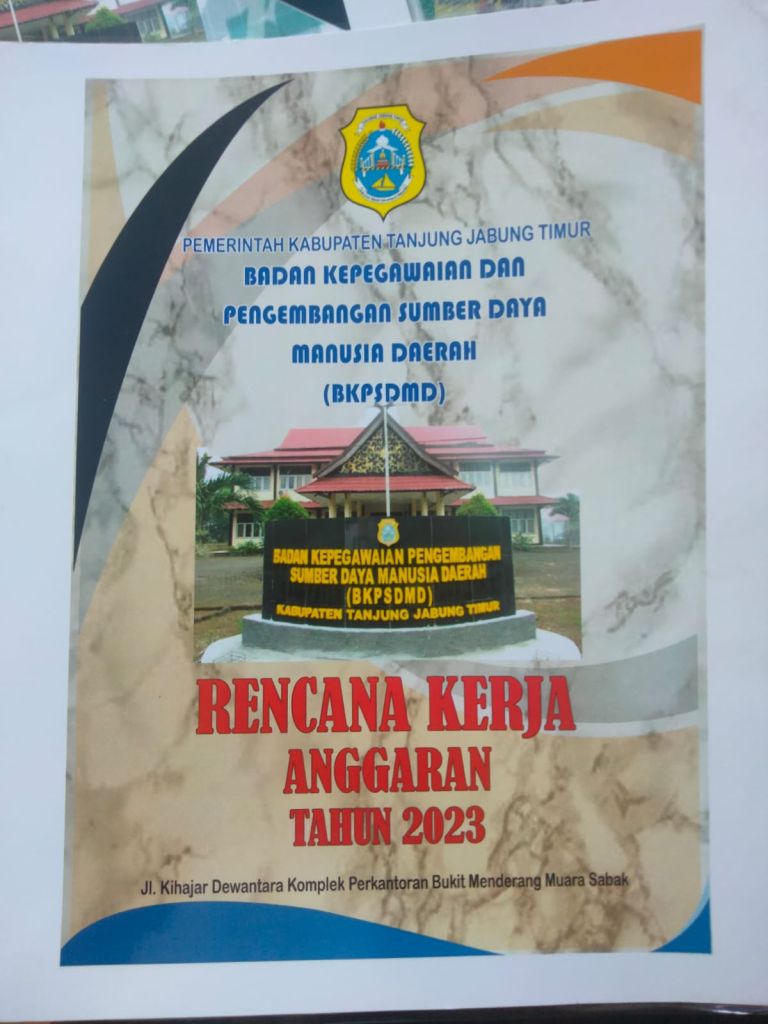 PEMERINTAH KABUPATEN TANJUNG JABUNG TIMUR
BADAN KEPEGAWAIAN DAN
PENGEMBANGAN SUMBER DAYA
MANUSIA DAERAH
(BKPSDMD)
BADAN KEPEGAWAIAN PENGEMBANGAN
SUMBER DAYA MANUSIA DAERAH
(BKPSDMD)
KABUPATEN TANJUNG JABUNG TIMUR
RENCANA KERJA
ANGGARAN
TAHUN 2023
Jl. Kihajar Dewantara Komplek Perkantoran Bukit Menderang Muara Sabak